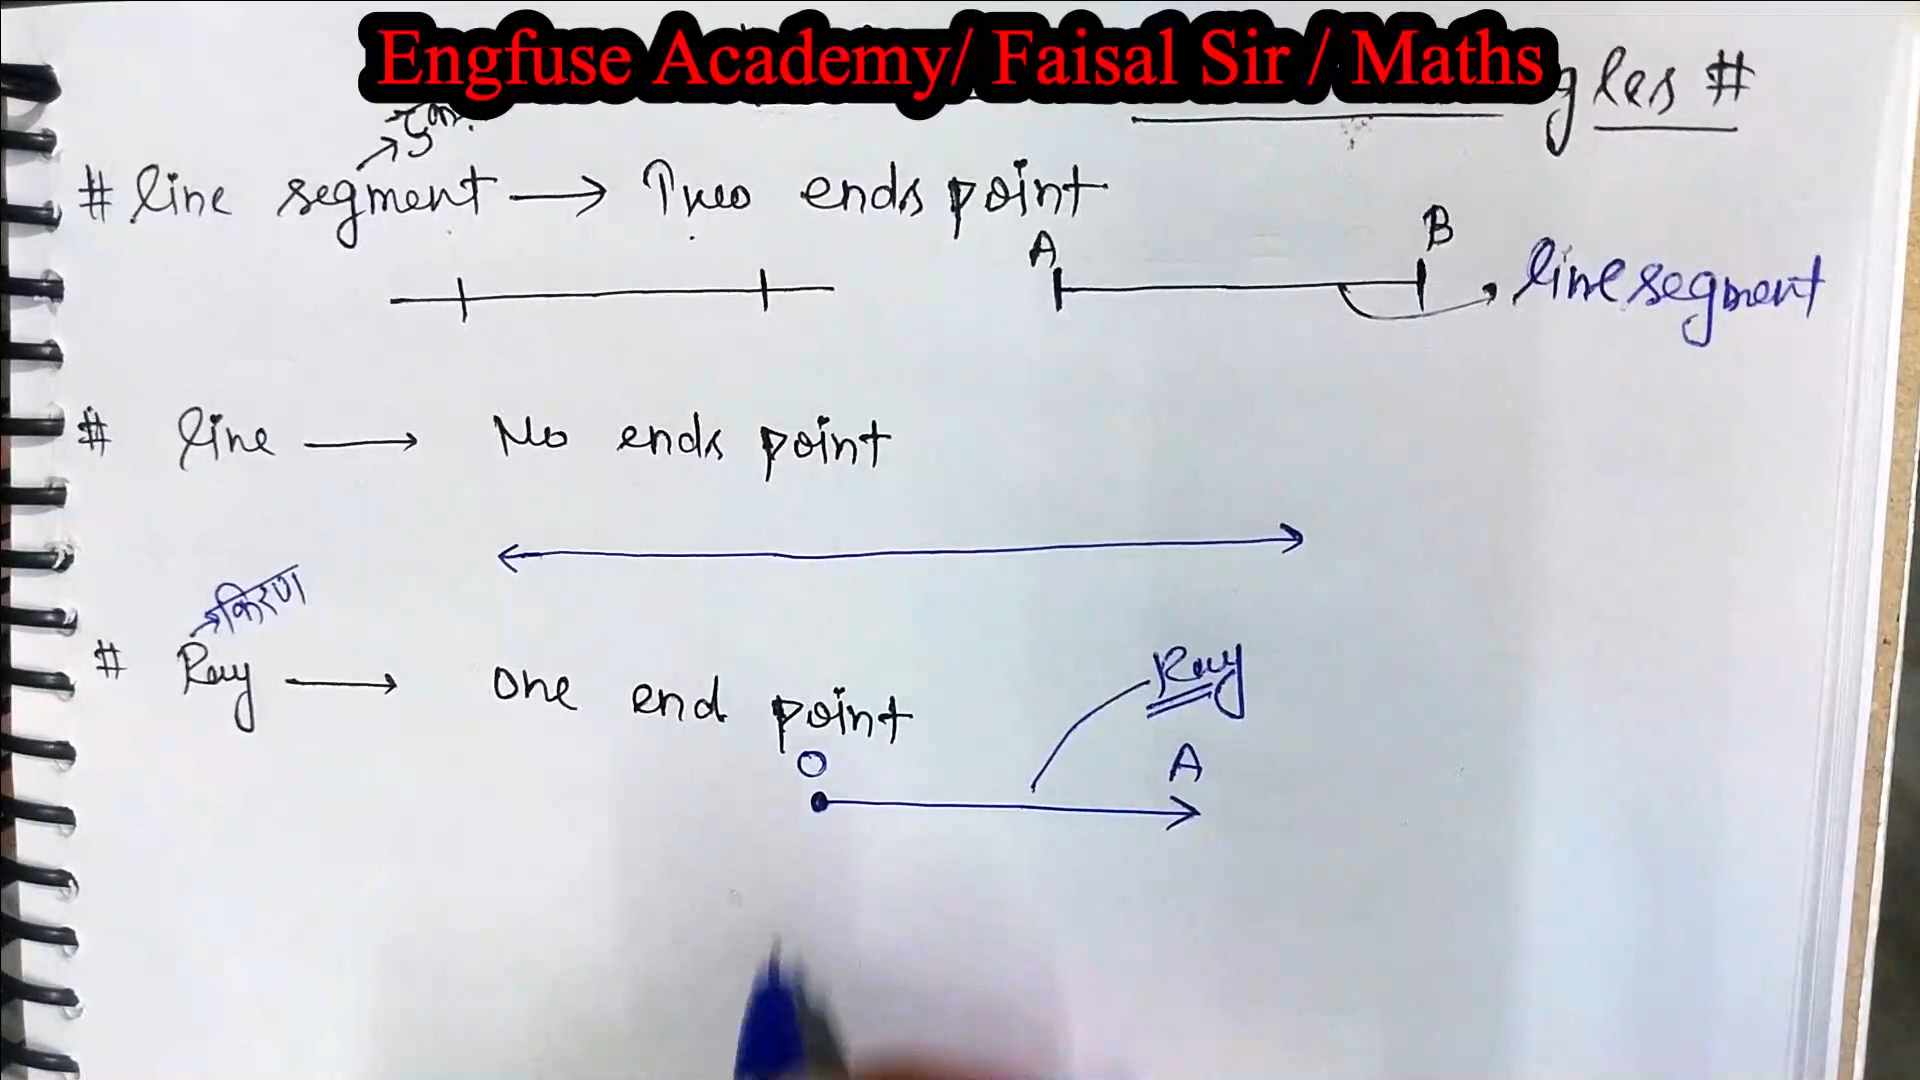 Engfuse Academy/ Faisal Sir / Maths
gles #
# line segment → Two ends point
A B
line segment
# line → No ends point
→ किरण
# Ray → one end point
Ray
O A